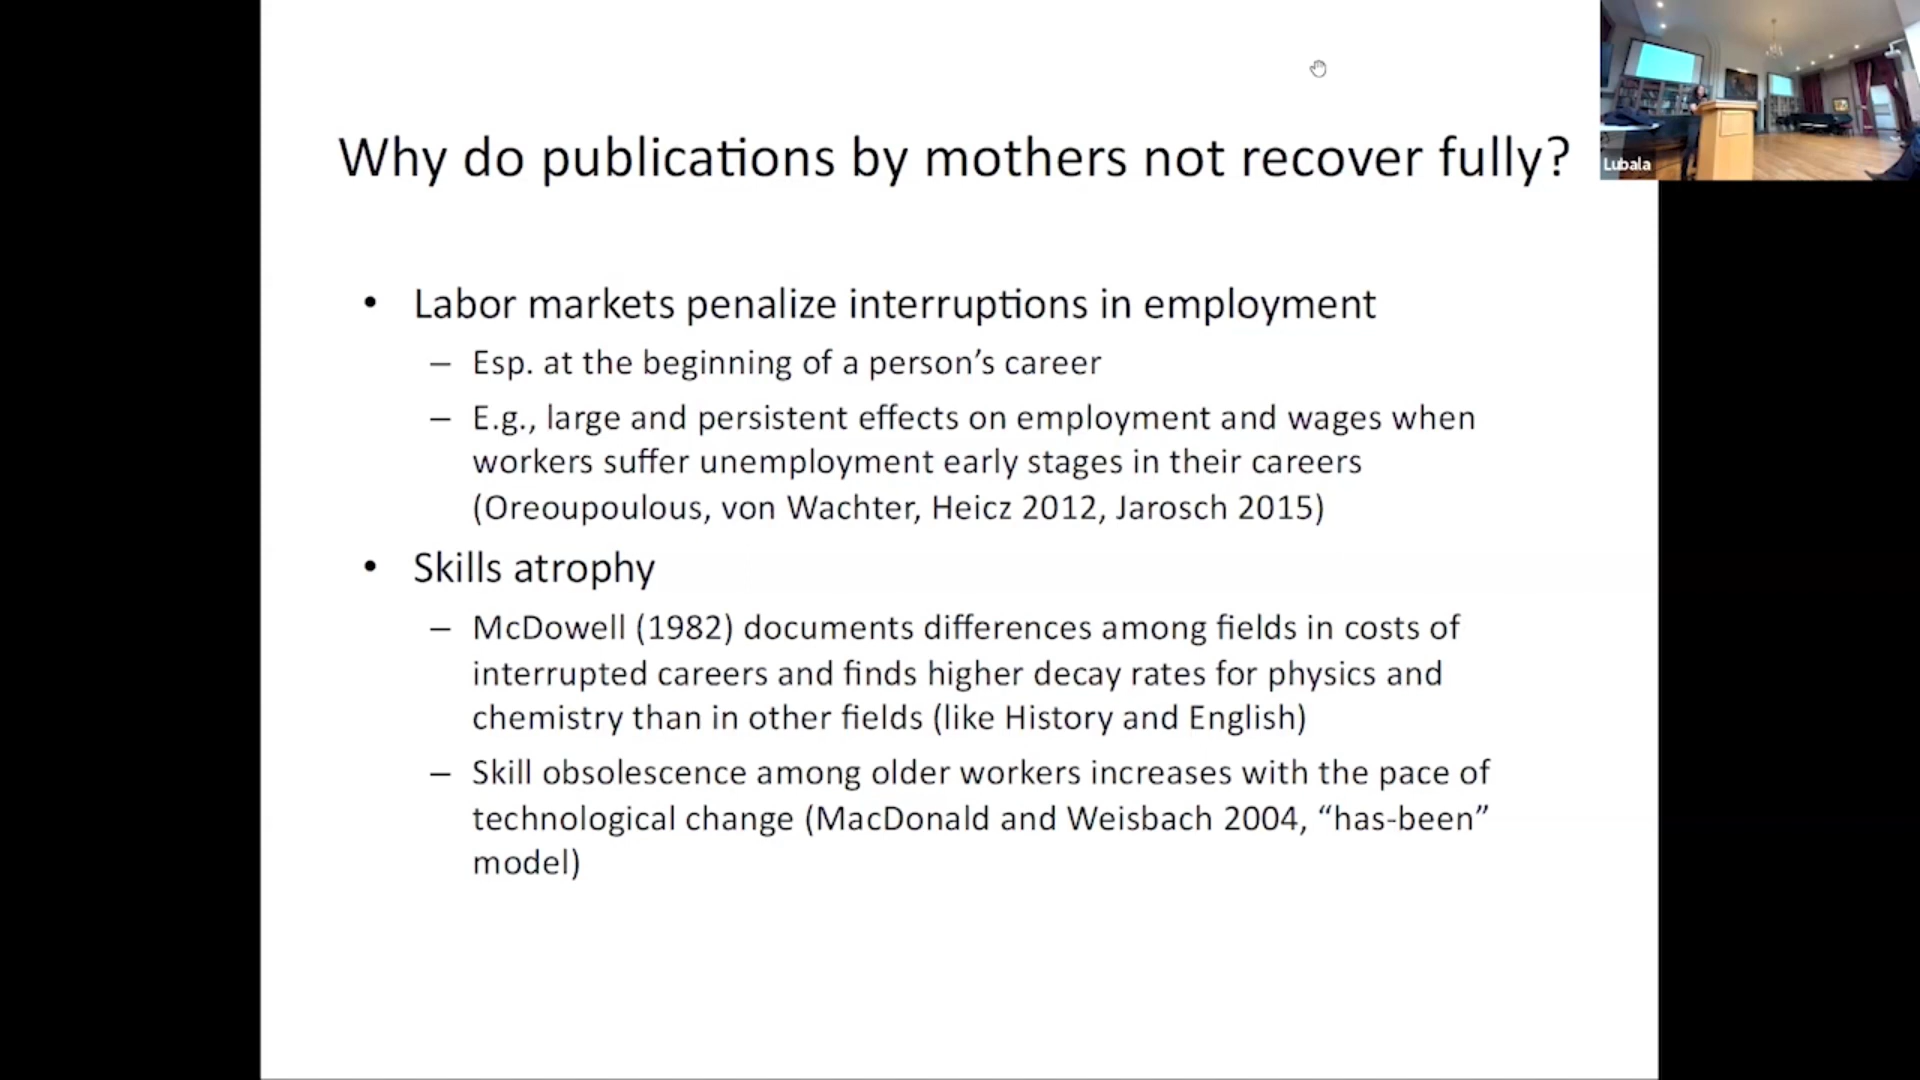 Why do publications by mothers not recover fully?
• Labor markets penalize interruptions in employment
– Esp. at the beginning of a person’s career
– E.g., large and persistent effects on employment and wages when
workers suffer unemployment early stages in their careers
(Oreoupoulous, von Wachter, Heicz 2012, Jarosch 2015)
• Skills atrophy
– McDowell (1982) documents differences among fields in costs of
interrupted careers and finds higher decay rates for physics and
chemistry than in other fields (like History and English)
– Skill obsolescence among older workers increases with the pace of
technological change (MacDonald and Weisbach 2004, “has-been”
model)
Lubala